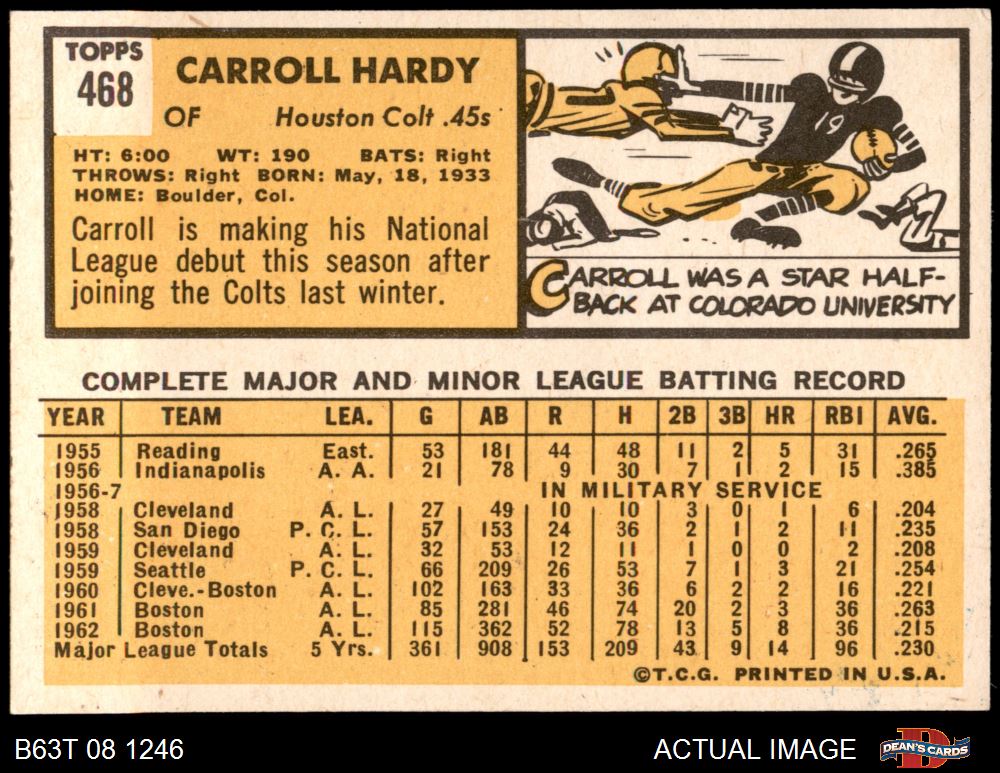 TOPPS
468
CARROLL HARDY
OF Houston Colt .45s
HT: 6:00 WT: 190 BATS: Right
THROWS: Right BORN: May, 18, 1933
HOME: Boulder, Col.
Carroll is making his National
League debut this season after
joining the Colts last winter.
19
CARROLL WAS A STAR HALF-
BACK AT COLORADO UNIVERSITY
COMPLETE MAJOR AND MINOR LEAGUE BATTING RECORD
YEAR TEAM LEA. G AB R H 2B 3B HR RBI AVG.
1955 Reading East. 53 181 44 48 11 2 5 31 .265
1956 Indianapolis A. A. 21 78 9 30 7 1 2 15 .385
1956-7 IN MILITARY SERVICE
1958 Cleveland A. L. 27 49 10 10 3 0 1 6 .204
1958 San Diego P. C. L. 57 153 24 36 2 1 2 11 .235
1959 Cleveland A. L. 32 53 12 11 1 0 0 2 .208
1959 Seattle P. C. L. 66 209 26 53 7 1 3 21 .254
1960 Cleve.-Boston A. L. 102 163 33 36 6 2 2 16 .221
1961 Boston A. L. 85 281 46 74 20 2 3 36 .263
1962 Boston A. L. 115 362 52 78 13 5 8 36 .215
Major League Totals 5 Yrs. 361 908 153 209 43 9 14 96 .230
©T.C.G. PRINTED IN U.S.A.
B63T 08 1246 ACTUAL IMAGE DEAN'S CARDS